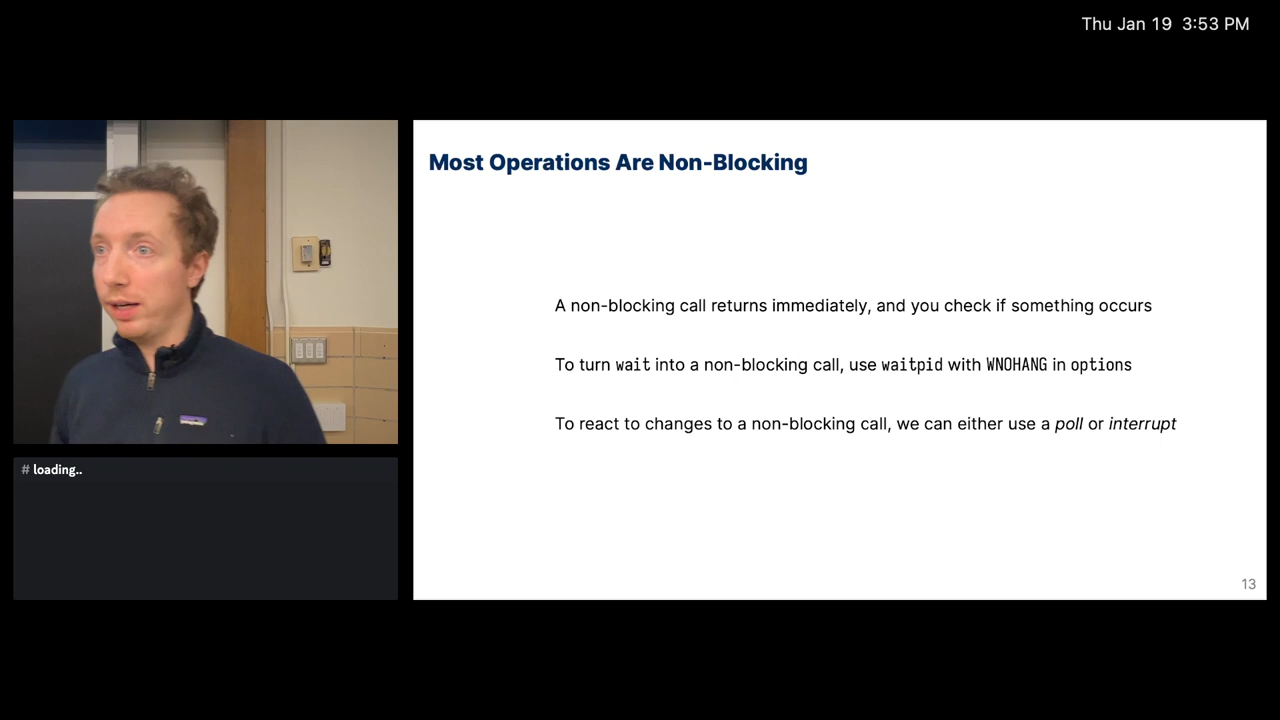 Thu Jan 19 3:53 PM
Most Operations Are Non-Blocking
A non-blocking call returns immediately, and you check if something occurs
To turn wait into a non-blocking call, use waitpid with WNOHANG in options
To react to changes to a non-blocking call, we can either use a poll or interrupt
# loading..
13